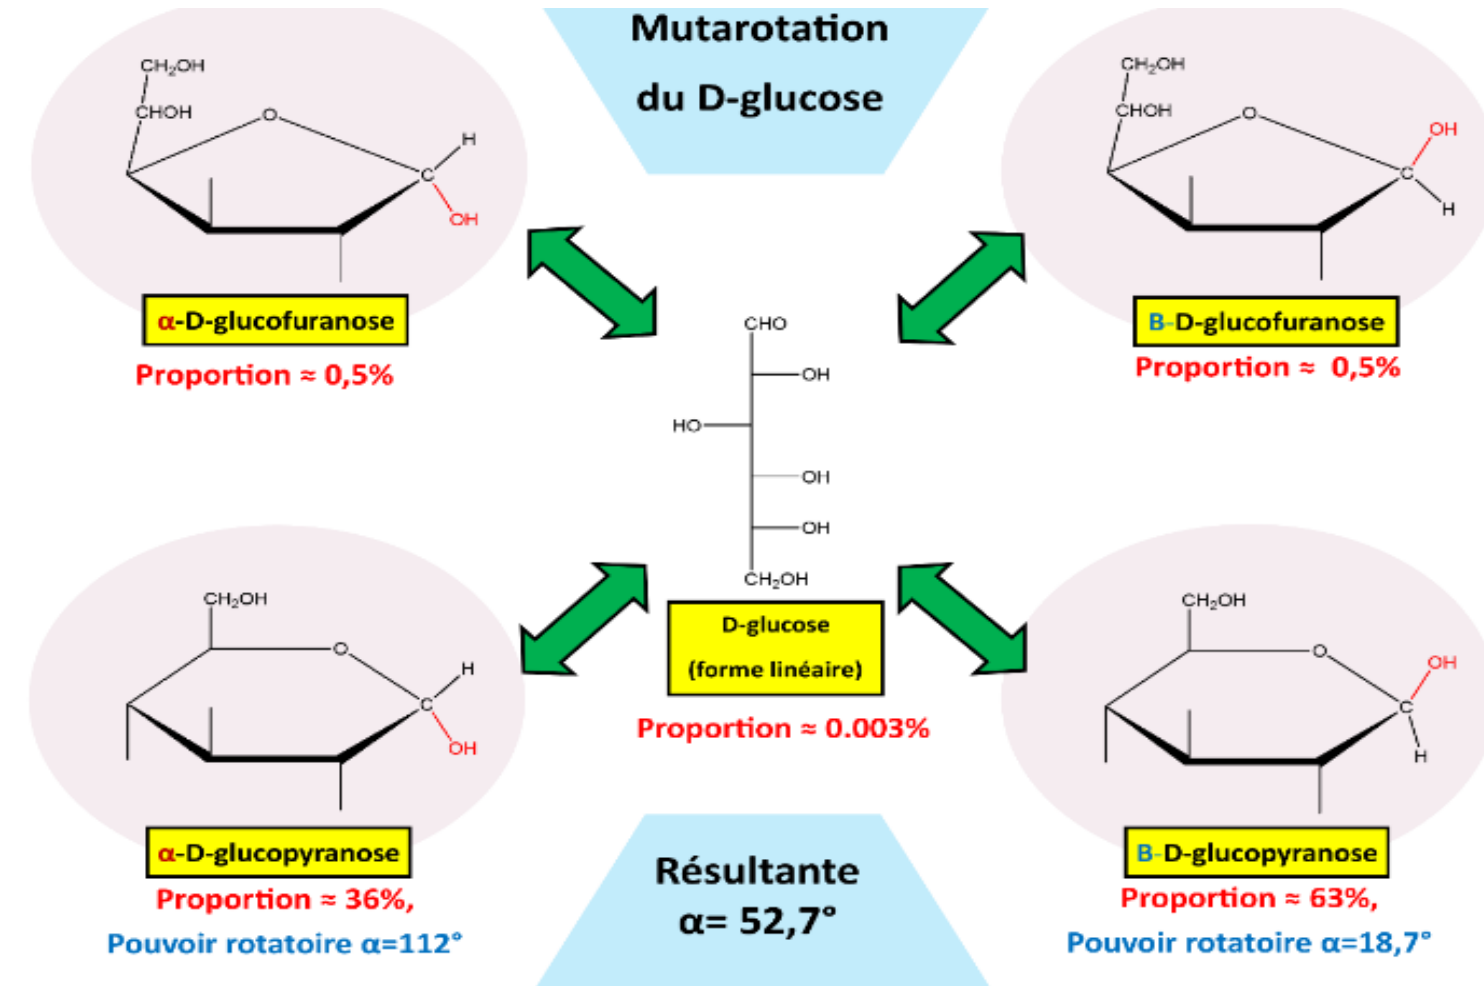 Mutarotation
du D-glucose
CH₂OH
CHOH
O
H
C
OH
α-D-glucofuranose
Proportion ≈ 0,5%
CH₂OH
CHOH
O
OH
C
H
B-D-glucofuranose
Proportion ≈ 0,5%
CHO
OH
HO
OH
OH
CH₂OH
D-glucose
(forme linéaire)
Proportion ≈ 0.003%
CH₂OH
O
H
C
OH
α-D-glucopyranose
Proportion ≈ 36%,
Pouvoir rotatoire α=112°
CH₂OH
O
OH
C
H
B-D-glucopyranose
Proportion ≈ 63%,
Pouvoir rotatoire α=18,7°
Résultante
α= 52,7°